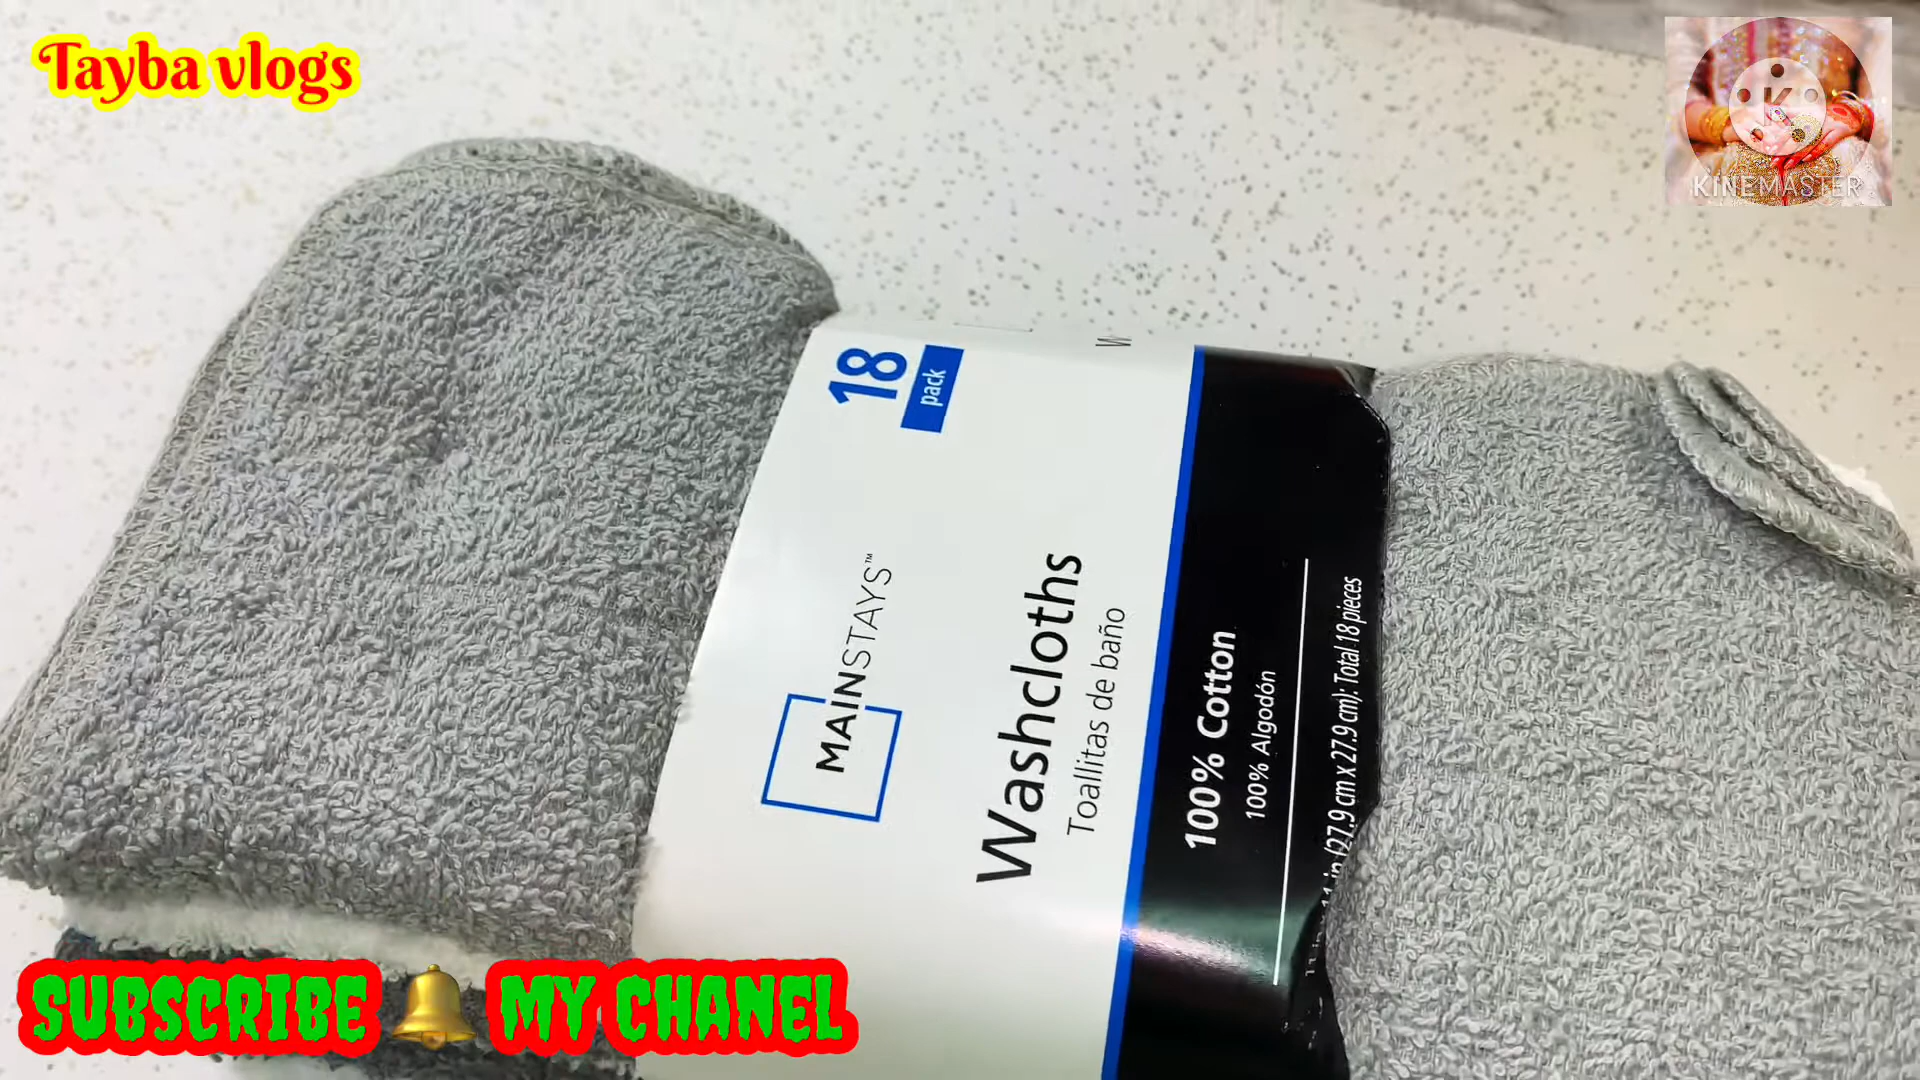 Tayba vlogs
KINEMASTER
18
pack
MAINSTAYS™
Washcloths
Toallitas de baño
100% Cotton
100% Algodón
in (27.9 cm x 27.9 cm); Total 18 pieces
SUBSCRIBE 🔔 MY CHANEL